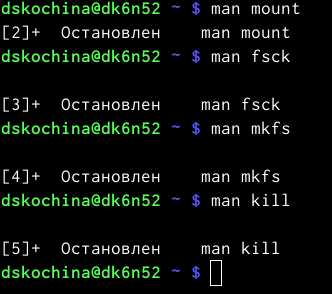 dskochina@dk6n52 ~ $ man mount
[2]+  Остановлен    man mount
dskochina@dk6n52 ~ $ man fsck
[3]+  Остановлен    man fsck
dskochina@dk6n52 ~ $ man mkfs
[4]+  Остановлен    man mkfs
dskochina@dk6n52 ~ $ man kill
[5]+  Остановлен    man kill
dskochina@dk6n52 ~ $